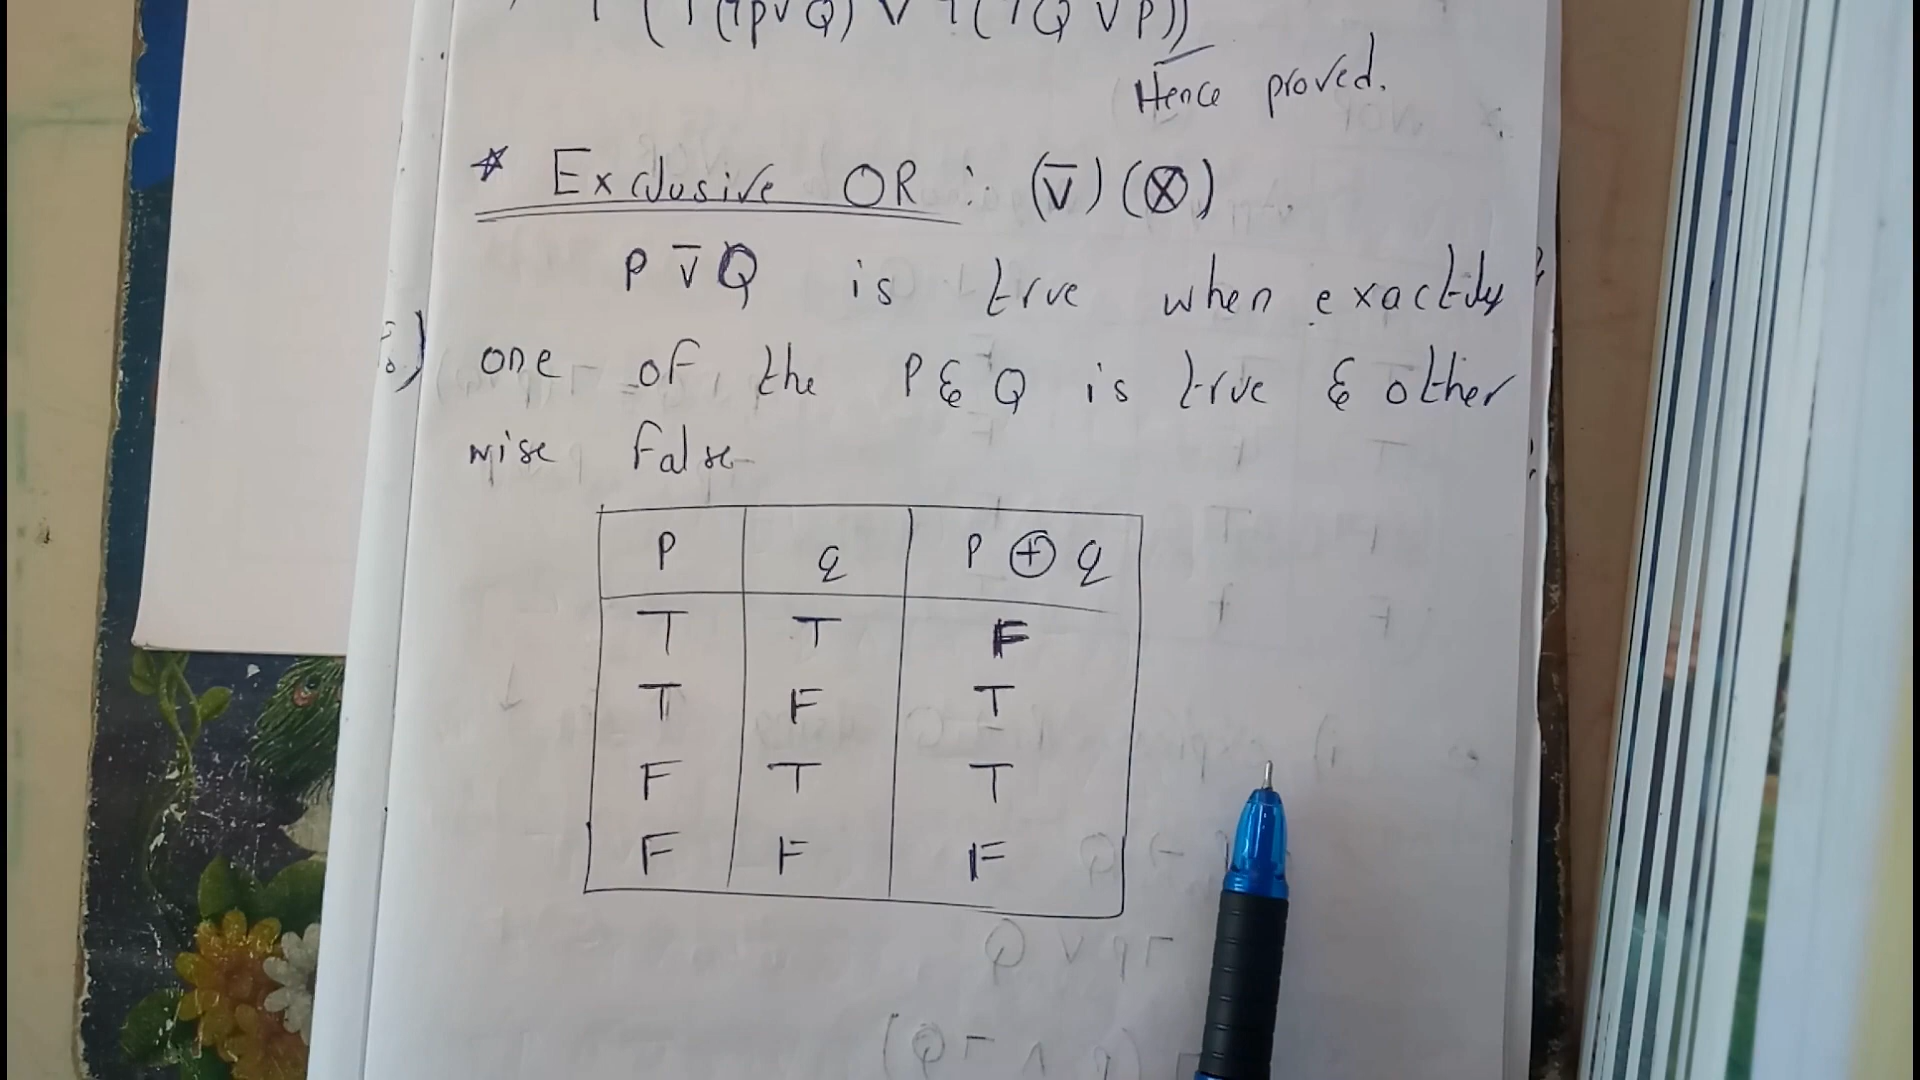 ¬(¬(¬p∨Q) ∨ ¬(¬Q ∨ P))
Hence proved.
* Exclusive OR : (v̅) (⊗)
P v̅ Q is true when exactly
one of the P & Q is true & other
wise false
P q P ⊕ q
T T F
T F T
F T T
F F F